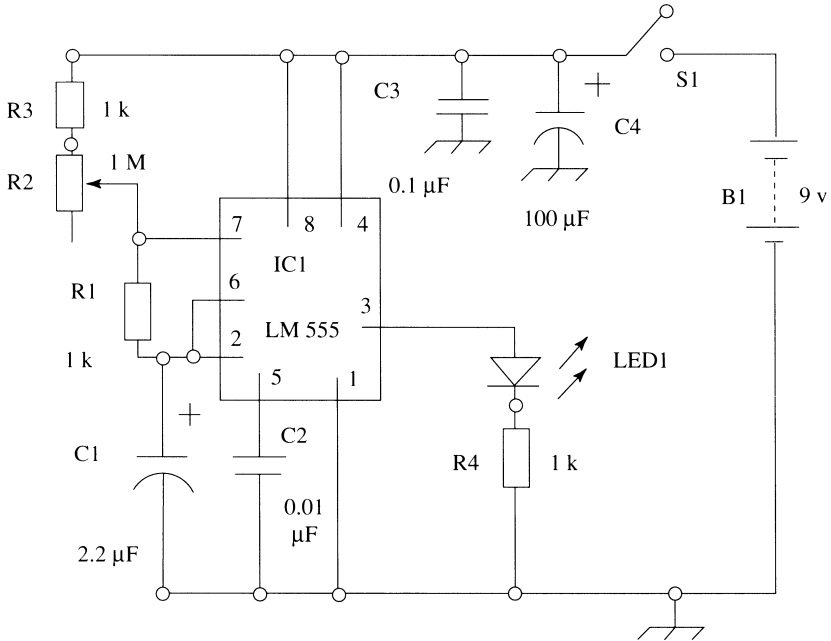 S1
C3
R3
1 k
C4
1 M
R2
0.1 μF
B1
9 v
100 μF
7
8
4
IC1
R1
6
3
LM 555
2
1 k
LED1
5
1
C2
C1
R4
1 k
0.01
μF
2.2 μF